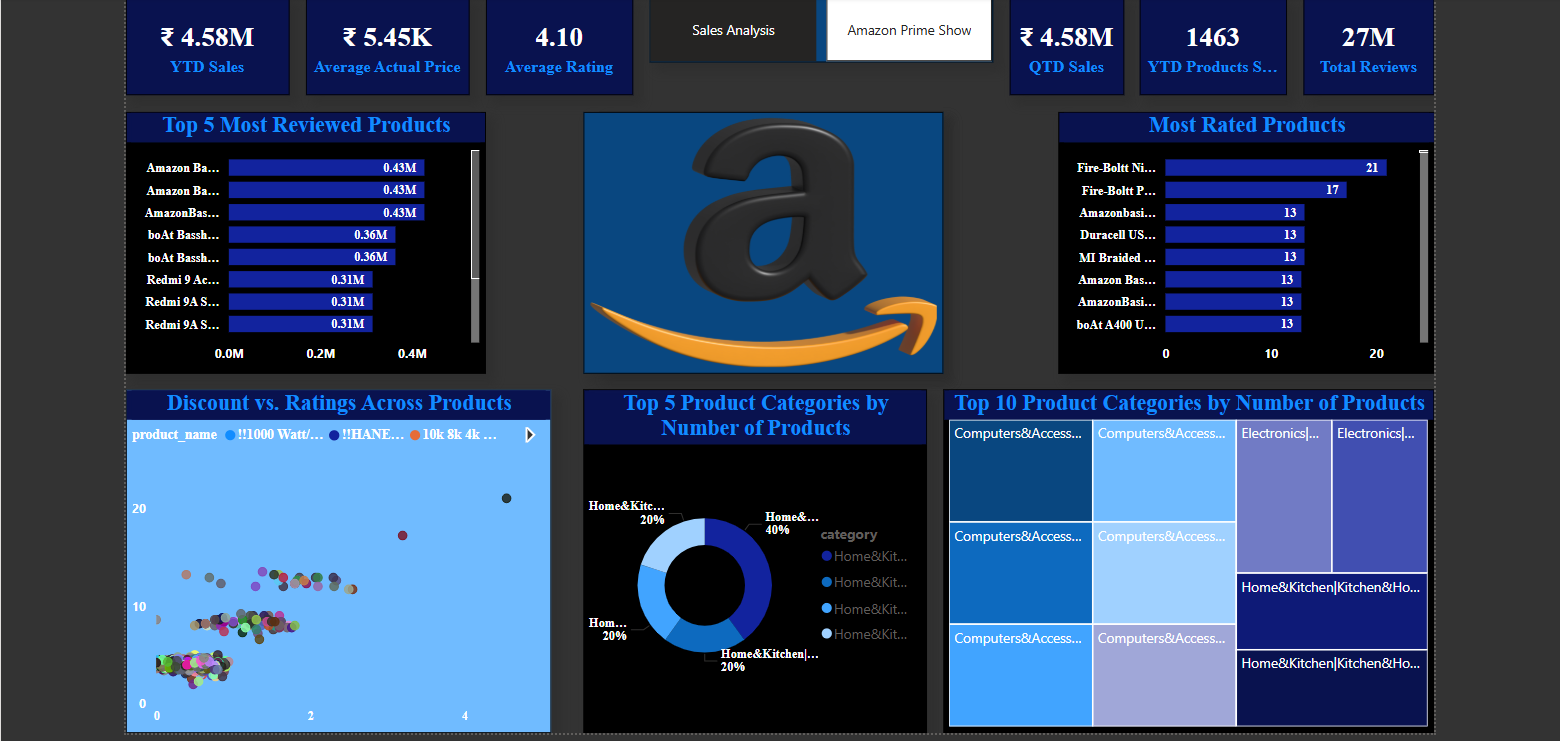 ₹ 4.58M
YTD Sales
₹ 5.45K
Average Actual Price
4.10
Average Rating
Sales Analysis
Amazon Prime Show
₹ 4.58M
QTD Sales
1463
YTD Products S...
27M
Total Reviews
Top 5 Most Reviewed Products
Amazon Ba... 0.43M
Amazon Ba... 0.43M
AmazonBas... 0.43M
boAt Bassh... 0.36M
boAt Bassh... 0.36M
Redmi 9 Ac... 0.31M
Redmi 9A S... 0.31M
Redmi 9A S... 0.31M
0.0M 0.2M 0.4M
a
Most Rated Products
Fire-Boltt Ni... 21
Fire-Boltt P... 17
Amazonbasi... 13
Duracell US... 13
MI Braided ... 13
Amazon Bas... 13
AmazonBasi... 13
boAt A400 U... 13
0 10 20
Discount vs. Ratings Across Products
product_name !!1000 Watt/... !!HANE... 10k 8k 4k ...
20
10
0
0 2 4
Top 5 Product Categories by
Number of Products
Home&Kitc...
20%
Home&...
40%
Hom...
20%
Home&Kitchen|...
20%
category
Home&Kit...
Home&Kit...
Home&Kit...
Home&Kit...
Top 10 Product Categories by Number of Products
Computers&Access...
Computers&Access...
Electronics|...
Electronics|...
Computers&Access...
Computers&Access...
Home&Kitchen|Kitchen&Ho...
Computers&Access...
Computers&Access...
Home&Kitchen|Kitchen&Ho...